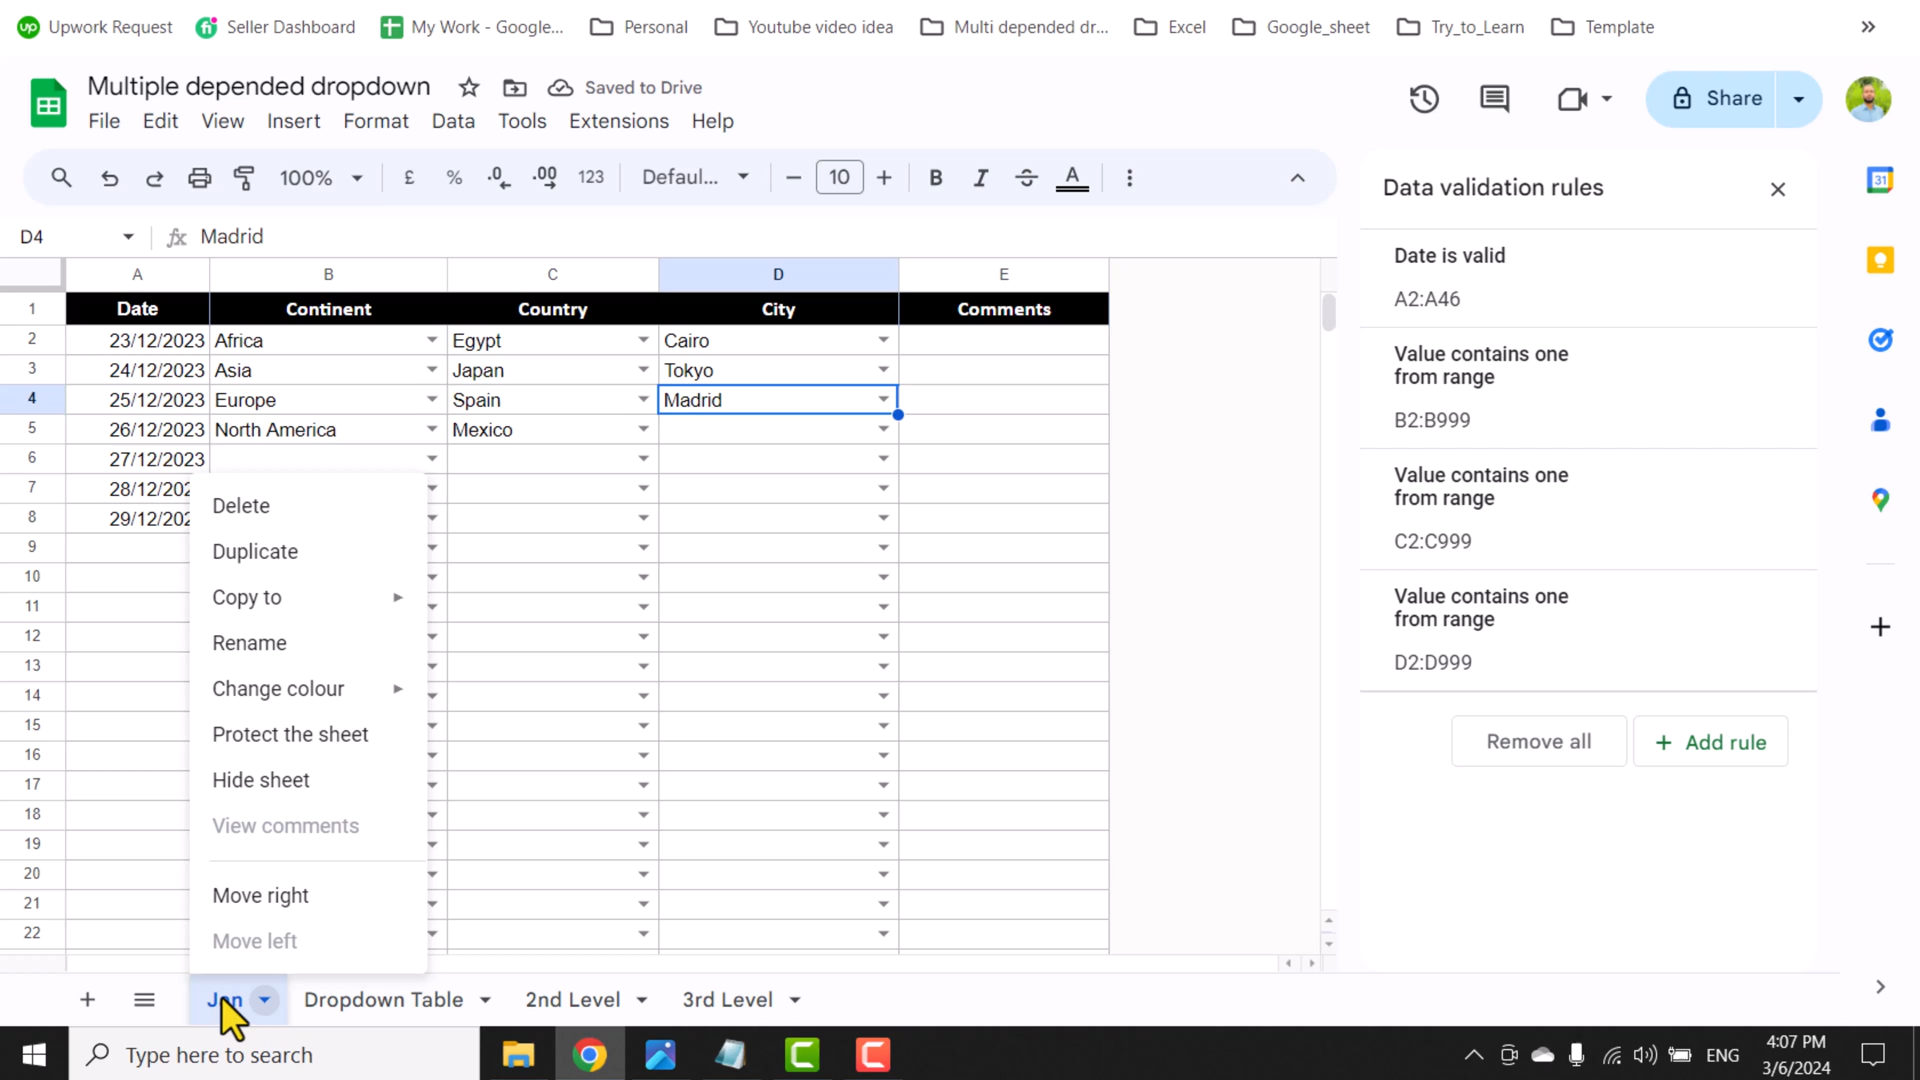 Upwork Request Seller Dashboard My Work - Google... Personal Youtube video idea Multi depended dr... Excel Google_sheet Try_to_Learn Template
Multiple depended dropdown Saved to Drive
File Edit View Insert Format Data Tools Extensions Help
Share
100% £ % .0 .00 123 Defaul... 10 B I S A
Data validation rules
D4 fx Madrid
A B C D E
1 Date Continent Country City Comments
2 23/12/2023 Africa Egypt Cairo
3 24/12/2023 Asia Japan Tokyo
4 25/12/2023 Europe Spain Madrid
5 26/12/2023 North America Mexico
6 27/12/2023
7 28/12/202
8 29/12/202
9
10
11
12
13
14
15
16
17
18
19
20
21
22
Delete
Duplicate
Copy to
Rename
Change colour
Protect the sheet
Hide sheet
View comments
Move right
Move left
Date is valid
A2:A46
Value contains one
from range
B2:B999
Value contains one
from range
C2:C999
Value contains one
from range
D2:D999
Remove all + Add rule
31
Dropdown Table 2nd Level 3rd Level
Type here to search
ENG
4:07 PM
3/6/2024